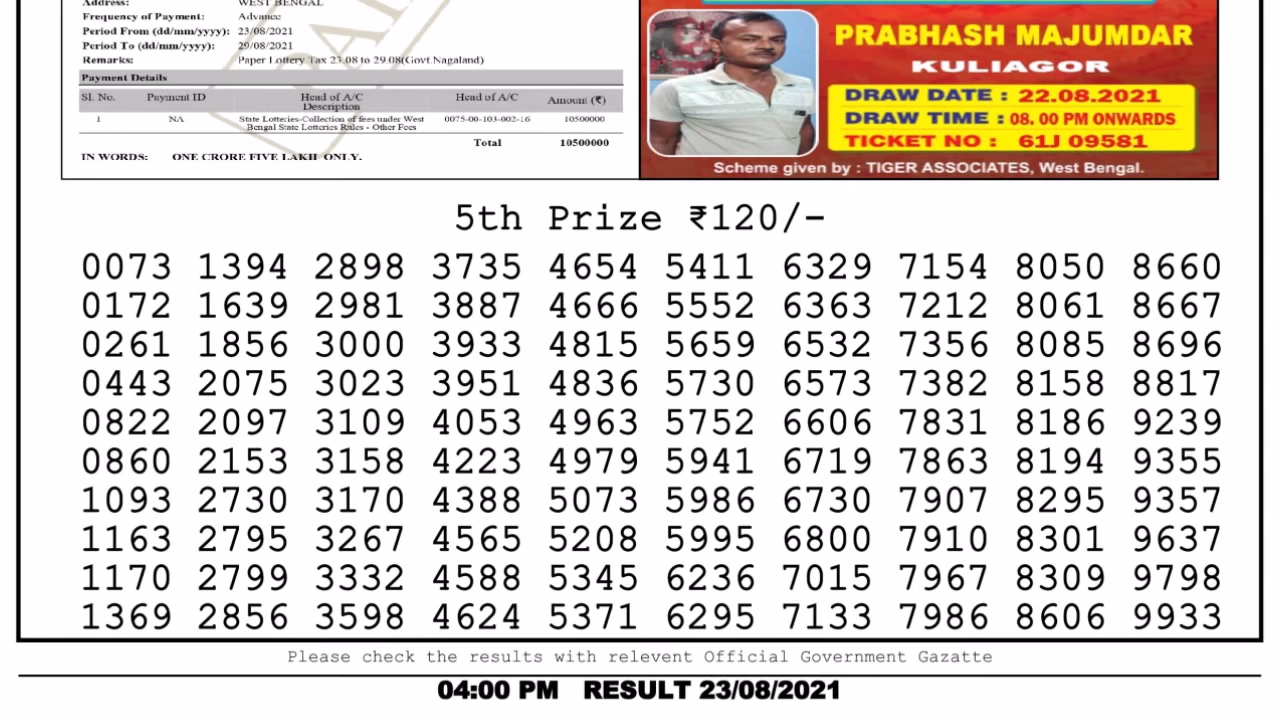 Address: WEST BENGAL
Frequency of Payment: Advance
Period From (dd/mm/yyyy): 23/08/2021
Period To (dd/mm/yyyy): 29/08/2021
Remarks: Paper Lottery Tax 23.08 to 29.08(Govt.Nagaland)
Payment Details
Sl. No. Payment ID Head of A/C Description Head of A/C Amount (₹)
1 NA State Lotteries-Collection of fees under West Bengal State Lotteries Rules - Other Fees 0075-00-103-002-16 10500000
Total 10500000
IN WORDS: ONE CRORE FIVE LAKH ONLY.
PRABHASH MAJUMDAR
KULIAGOR
DRAW DATE : 22.08.2021
DRAW TIME : 08. 00 PM ONWARDS
TICKET NO : 61J 09581
Scheme given by : TIGER ASSOCIATES, West Bengal.
5th Prize ₹120/-
0073 1394 2898 3735 4654 5411 6329 7154 8050 8660
0172 1639 2981 3887 4666 5552 6363 7212 8061 8667
0261 1856 3000 3933 4815 5659 6532 7356 8085 8696
0443 2075 3023 3951 4836 5730 6573 7382 8158 8817
0822 2097 3109 4053 4963 5752 6606 7831 8186 9239
0860 2153 3158 4223 4979 5941 6719 7863 8194 9355
1093 2730 3170 4388 5073 5986 6730 7907 8295 9357
1163 2795 3267 4565 5208 5995 6800 7910 8301 9637
1170 2799 3332 4588 5345 6236 7015 7967 8309 9798
1369 2856 3598 4624 5371 6295 7133 7986 8606 9933
Please check the results with relevent Official Government Gazatte
04:00 PM RESULT 23/08/2021